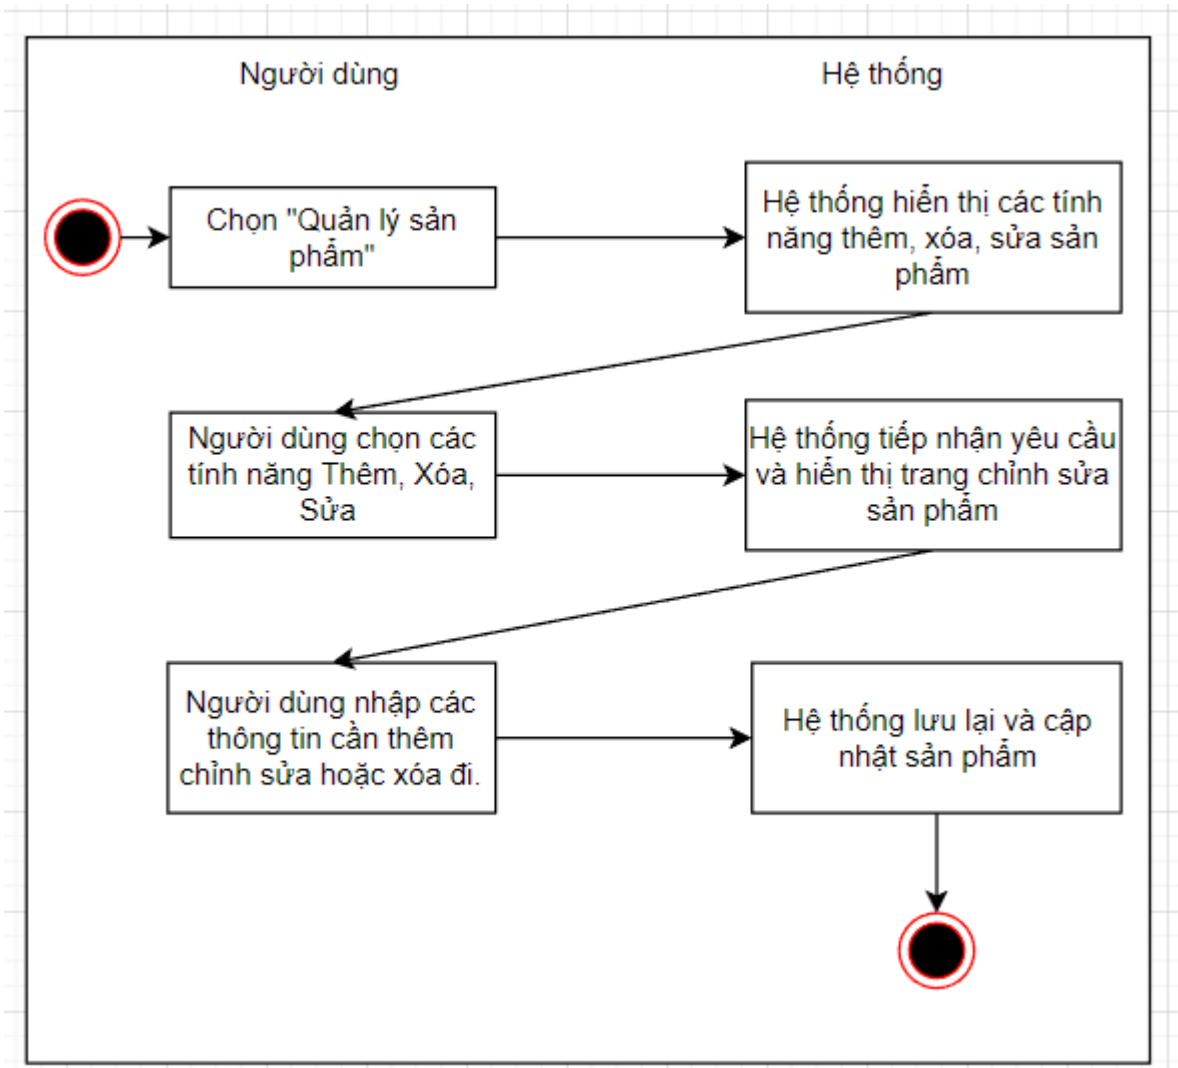 Người dùng
Hệ thống
Chọn "Quản lý sản
phẩm"
Hệ thống hiển thị các tính
năng thêm, xóa, sửa sản
phẩm
Người dùng chọn các
tính năng Thêm, Xóa,
Sửa
Hệ thống tiếp nhận yêu cầu
và hiển thị trang chỉnh sửa
sản phẩm
Người dùng nhập các
thông tin cần thêm
chỉnh sửa hoặc xóa đi.
Hệ thống lưu lại và cập
nhật sản phẩm